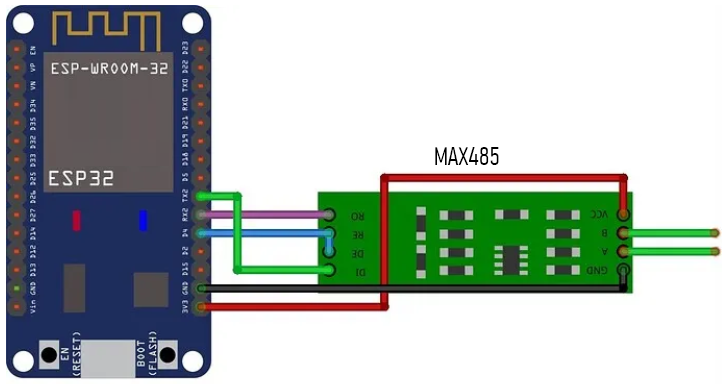 ESP-WROOM-32
ESP32
EN
VP
VN
D34
D35
D32
D33
D25
D26
D27
D14
D12
D13
GND
Vin
D23
D22
TX0
RX0
D21
D19
D18
D5
TX2
RX2
D4
D2
D15
GND
3V3
EN
(RESET)
BOOT
(FLASH)
MAX485
RO
RE
DE
DI
VCC
B
A
GND